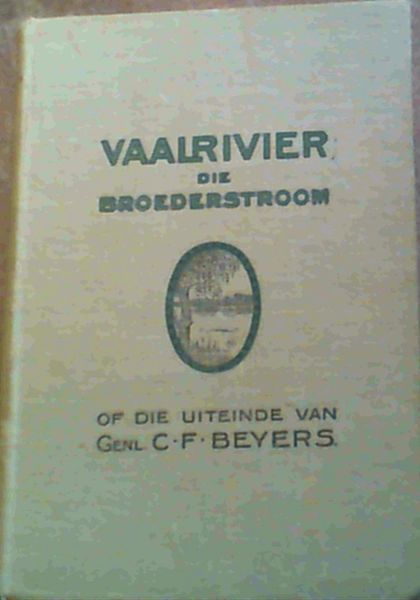 VAALRIVIER
DIE
BROEDERSTROOM
OF DIE UITEINDE VAN
GENL. C·F·BEYERS.